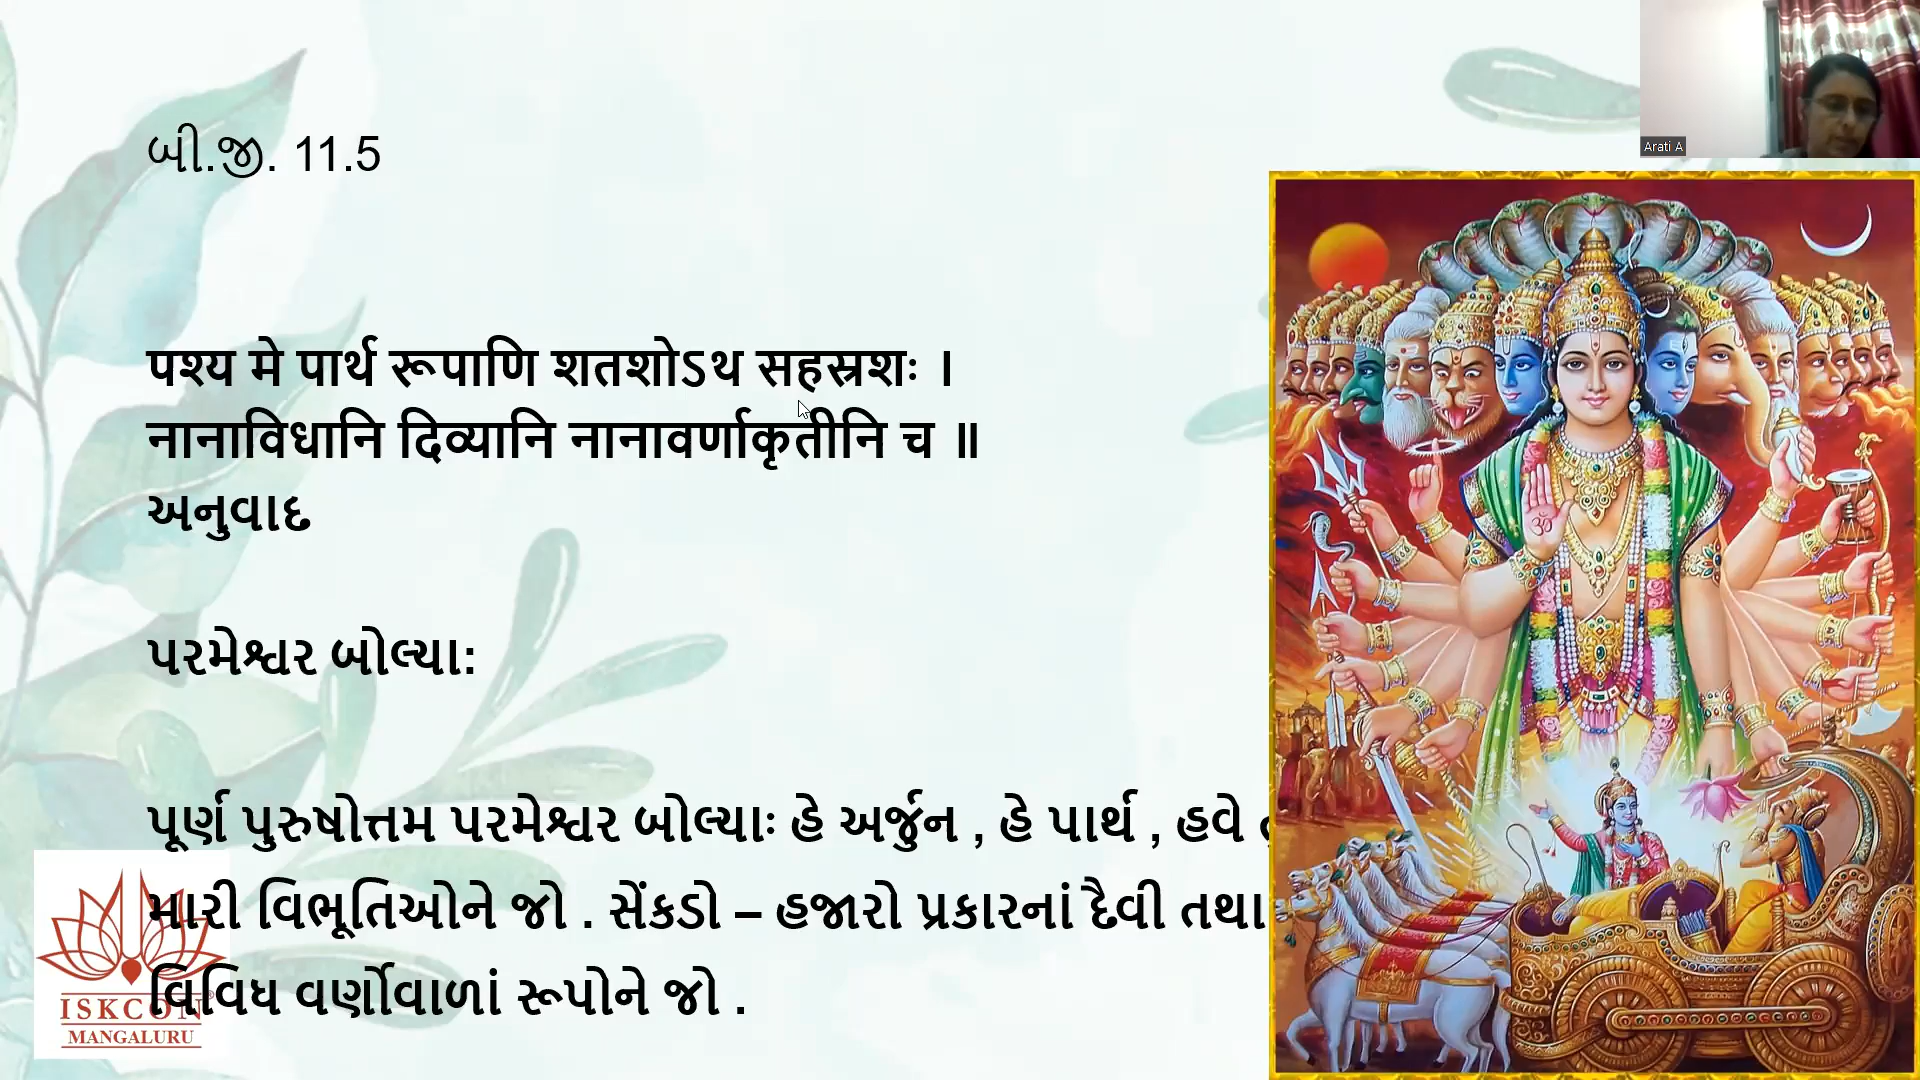 બી.જી. 11.5
Arati A
पश्य मे पार्थ रूपाणि शतशोऽथ सहस्रशः ।
नानाविधानि दिव्यानि नानावर्णाकृतीनि च ॥
અનુવાદ
પરમેશ્વર બોલ્યા:
પૂર્ણ પુરુષોત્તમ પરમેશ્વર બોલ્યાઃ હે અર્જુન , હે પાર્થ , હવે
મારી વિભૂતિઓને જો . સેંકડો – હજારો પ્રકારનાં દૈવી તથા
વિવિધ વર્ણોવાળાં રૂપોને જો .
ISKCON
MANGALURU
ॐ